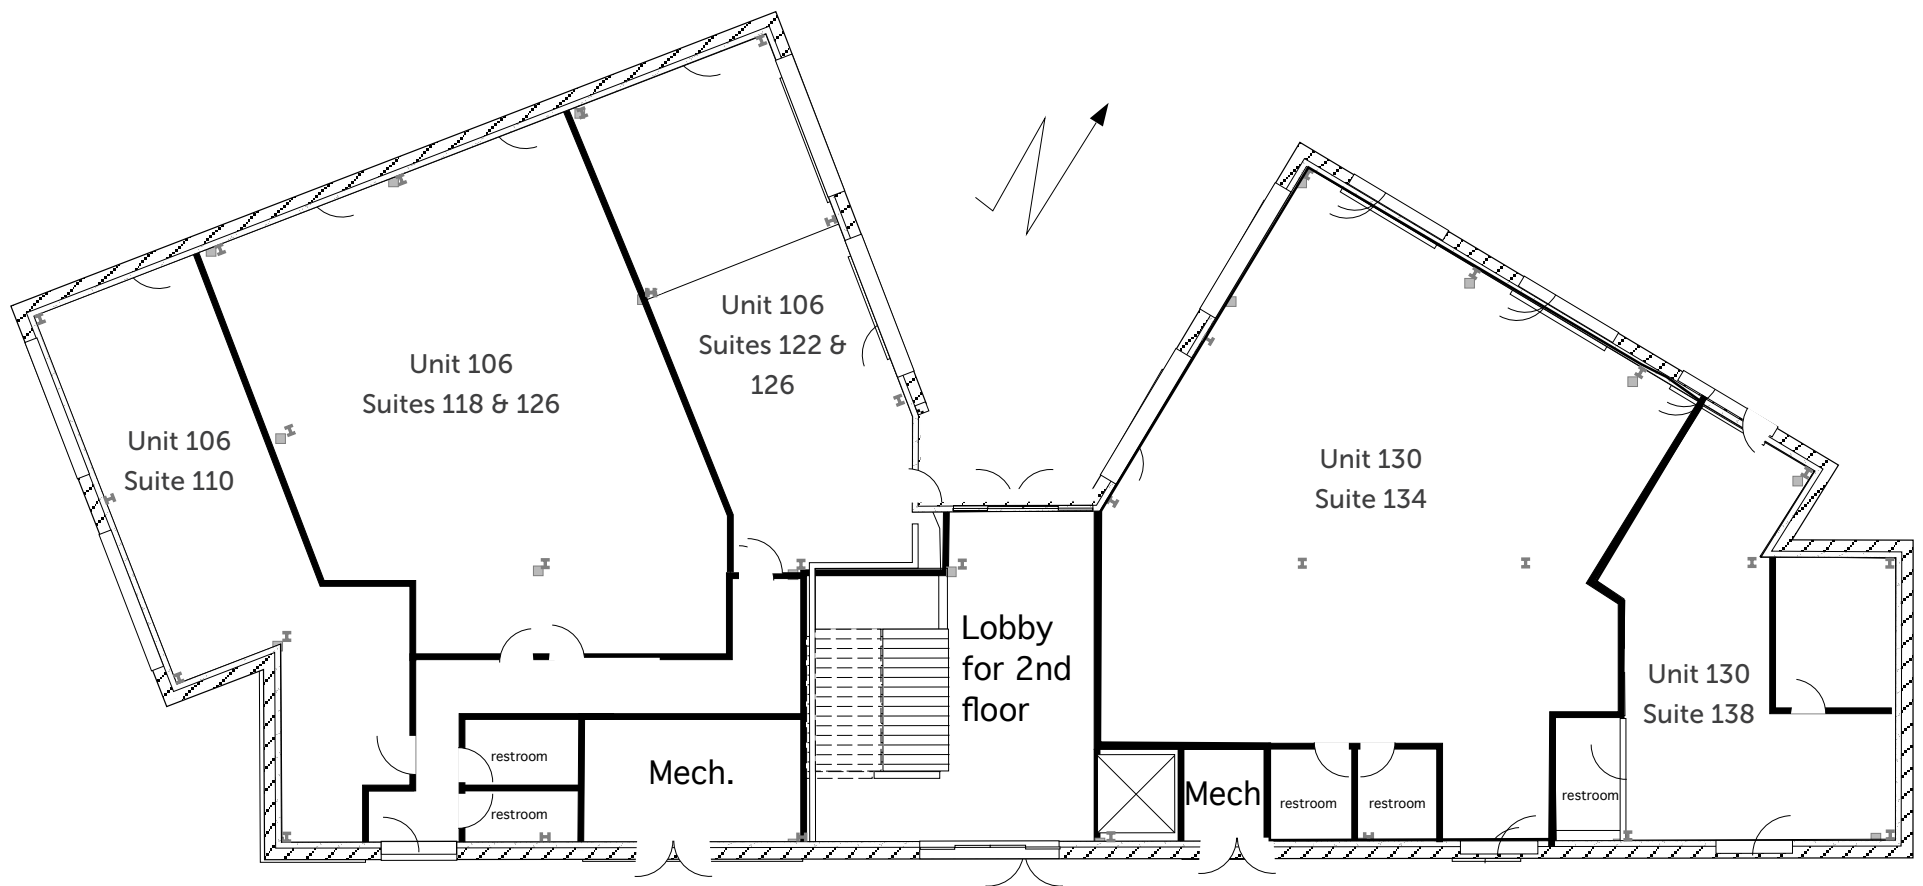 Unit 106
Suite 110
Unit 106
Suites 118 & 126
Unit 106
Suites 122 &
126
Lobby
for 2nd
floor
Unit 130
Suite 134
Unit 130
Suite 138
restroom
restroom
Mech.
Mech
restroom
restroom
restroom